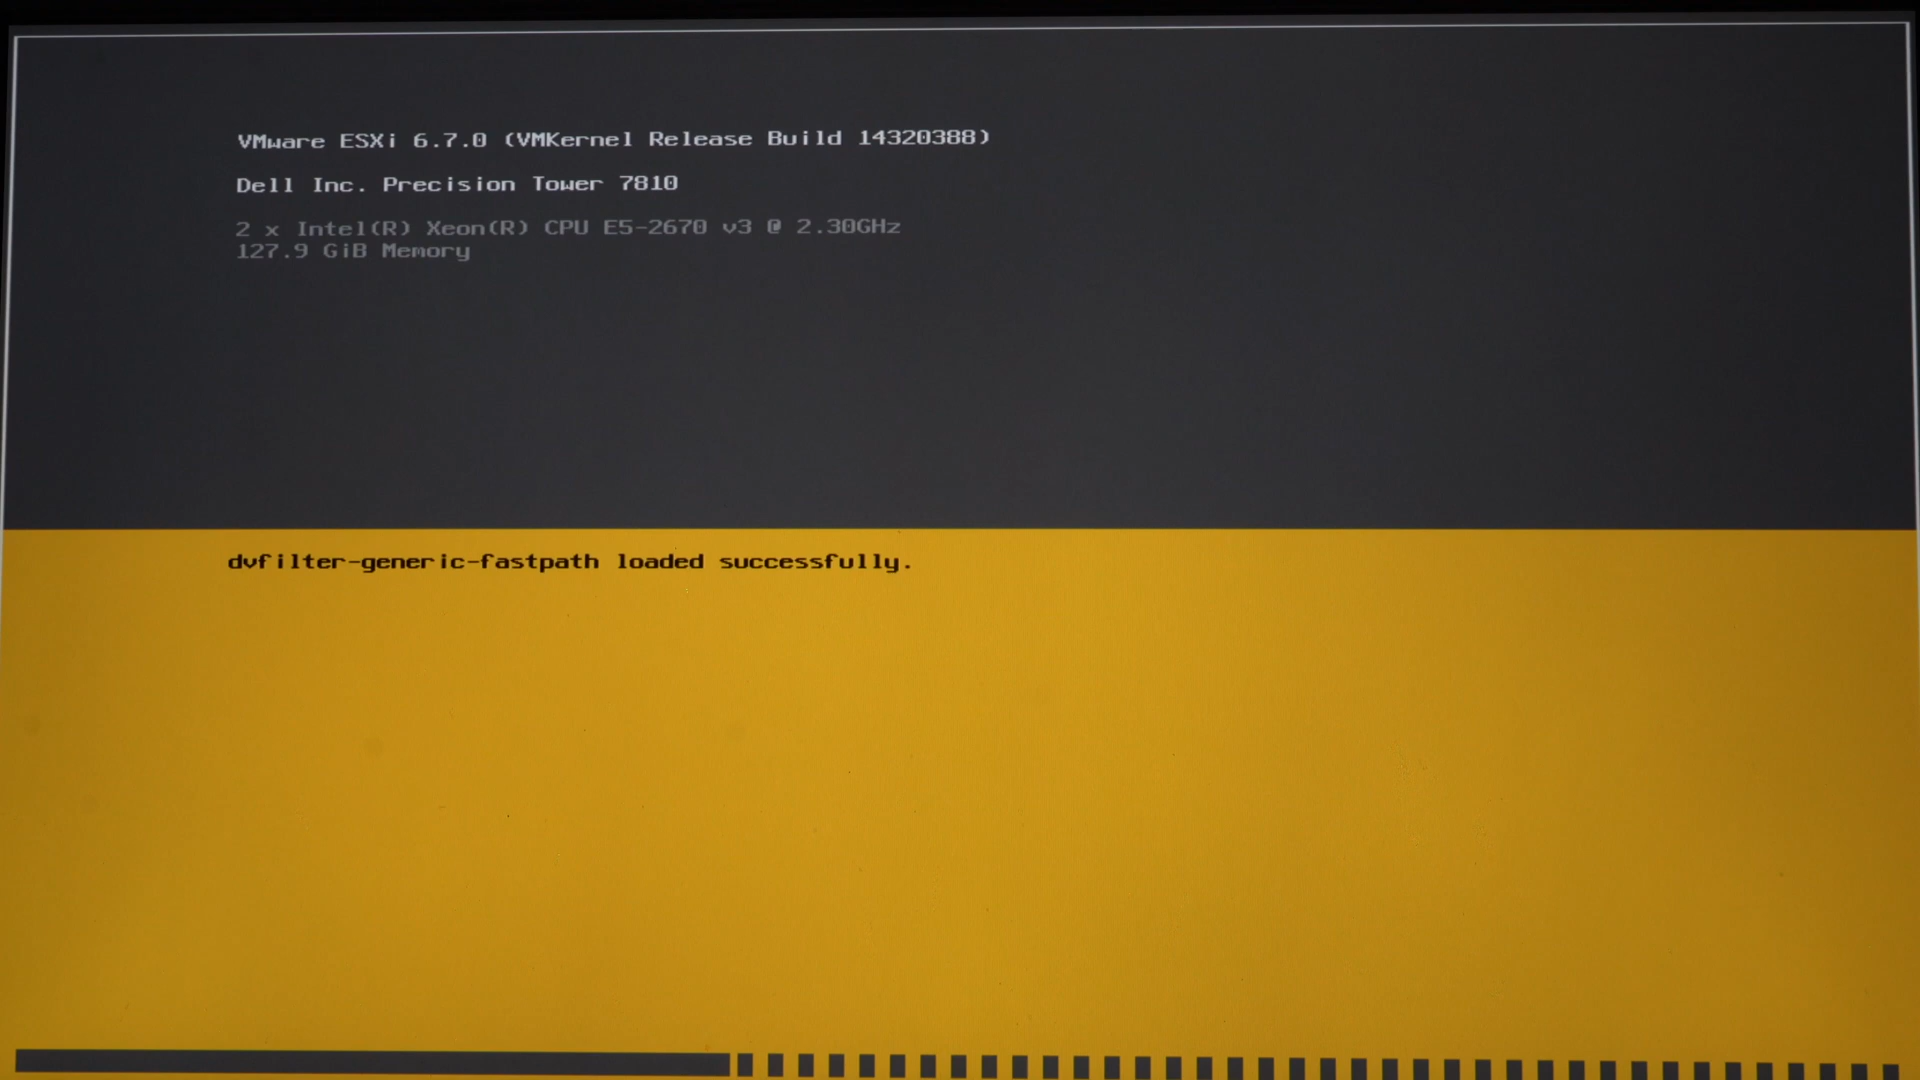 VMware ESXi 6.7.0 (VMKernel Release Build 14320388)
Dell Inc. Precision Tower 7810
2 x Intel(R) Xeon(R) CPU E5-2670 v3 @ 2.30GHz
127.9 GiB Memory
dvfilter-generic-fastpath loaded successfully.